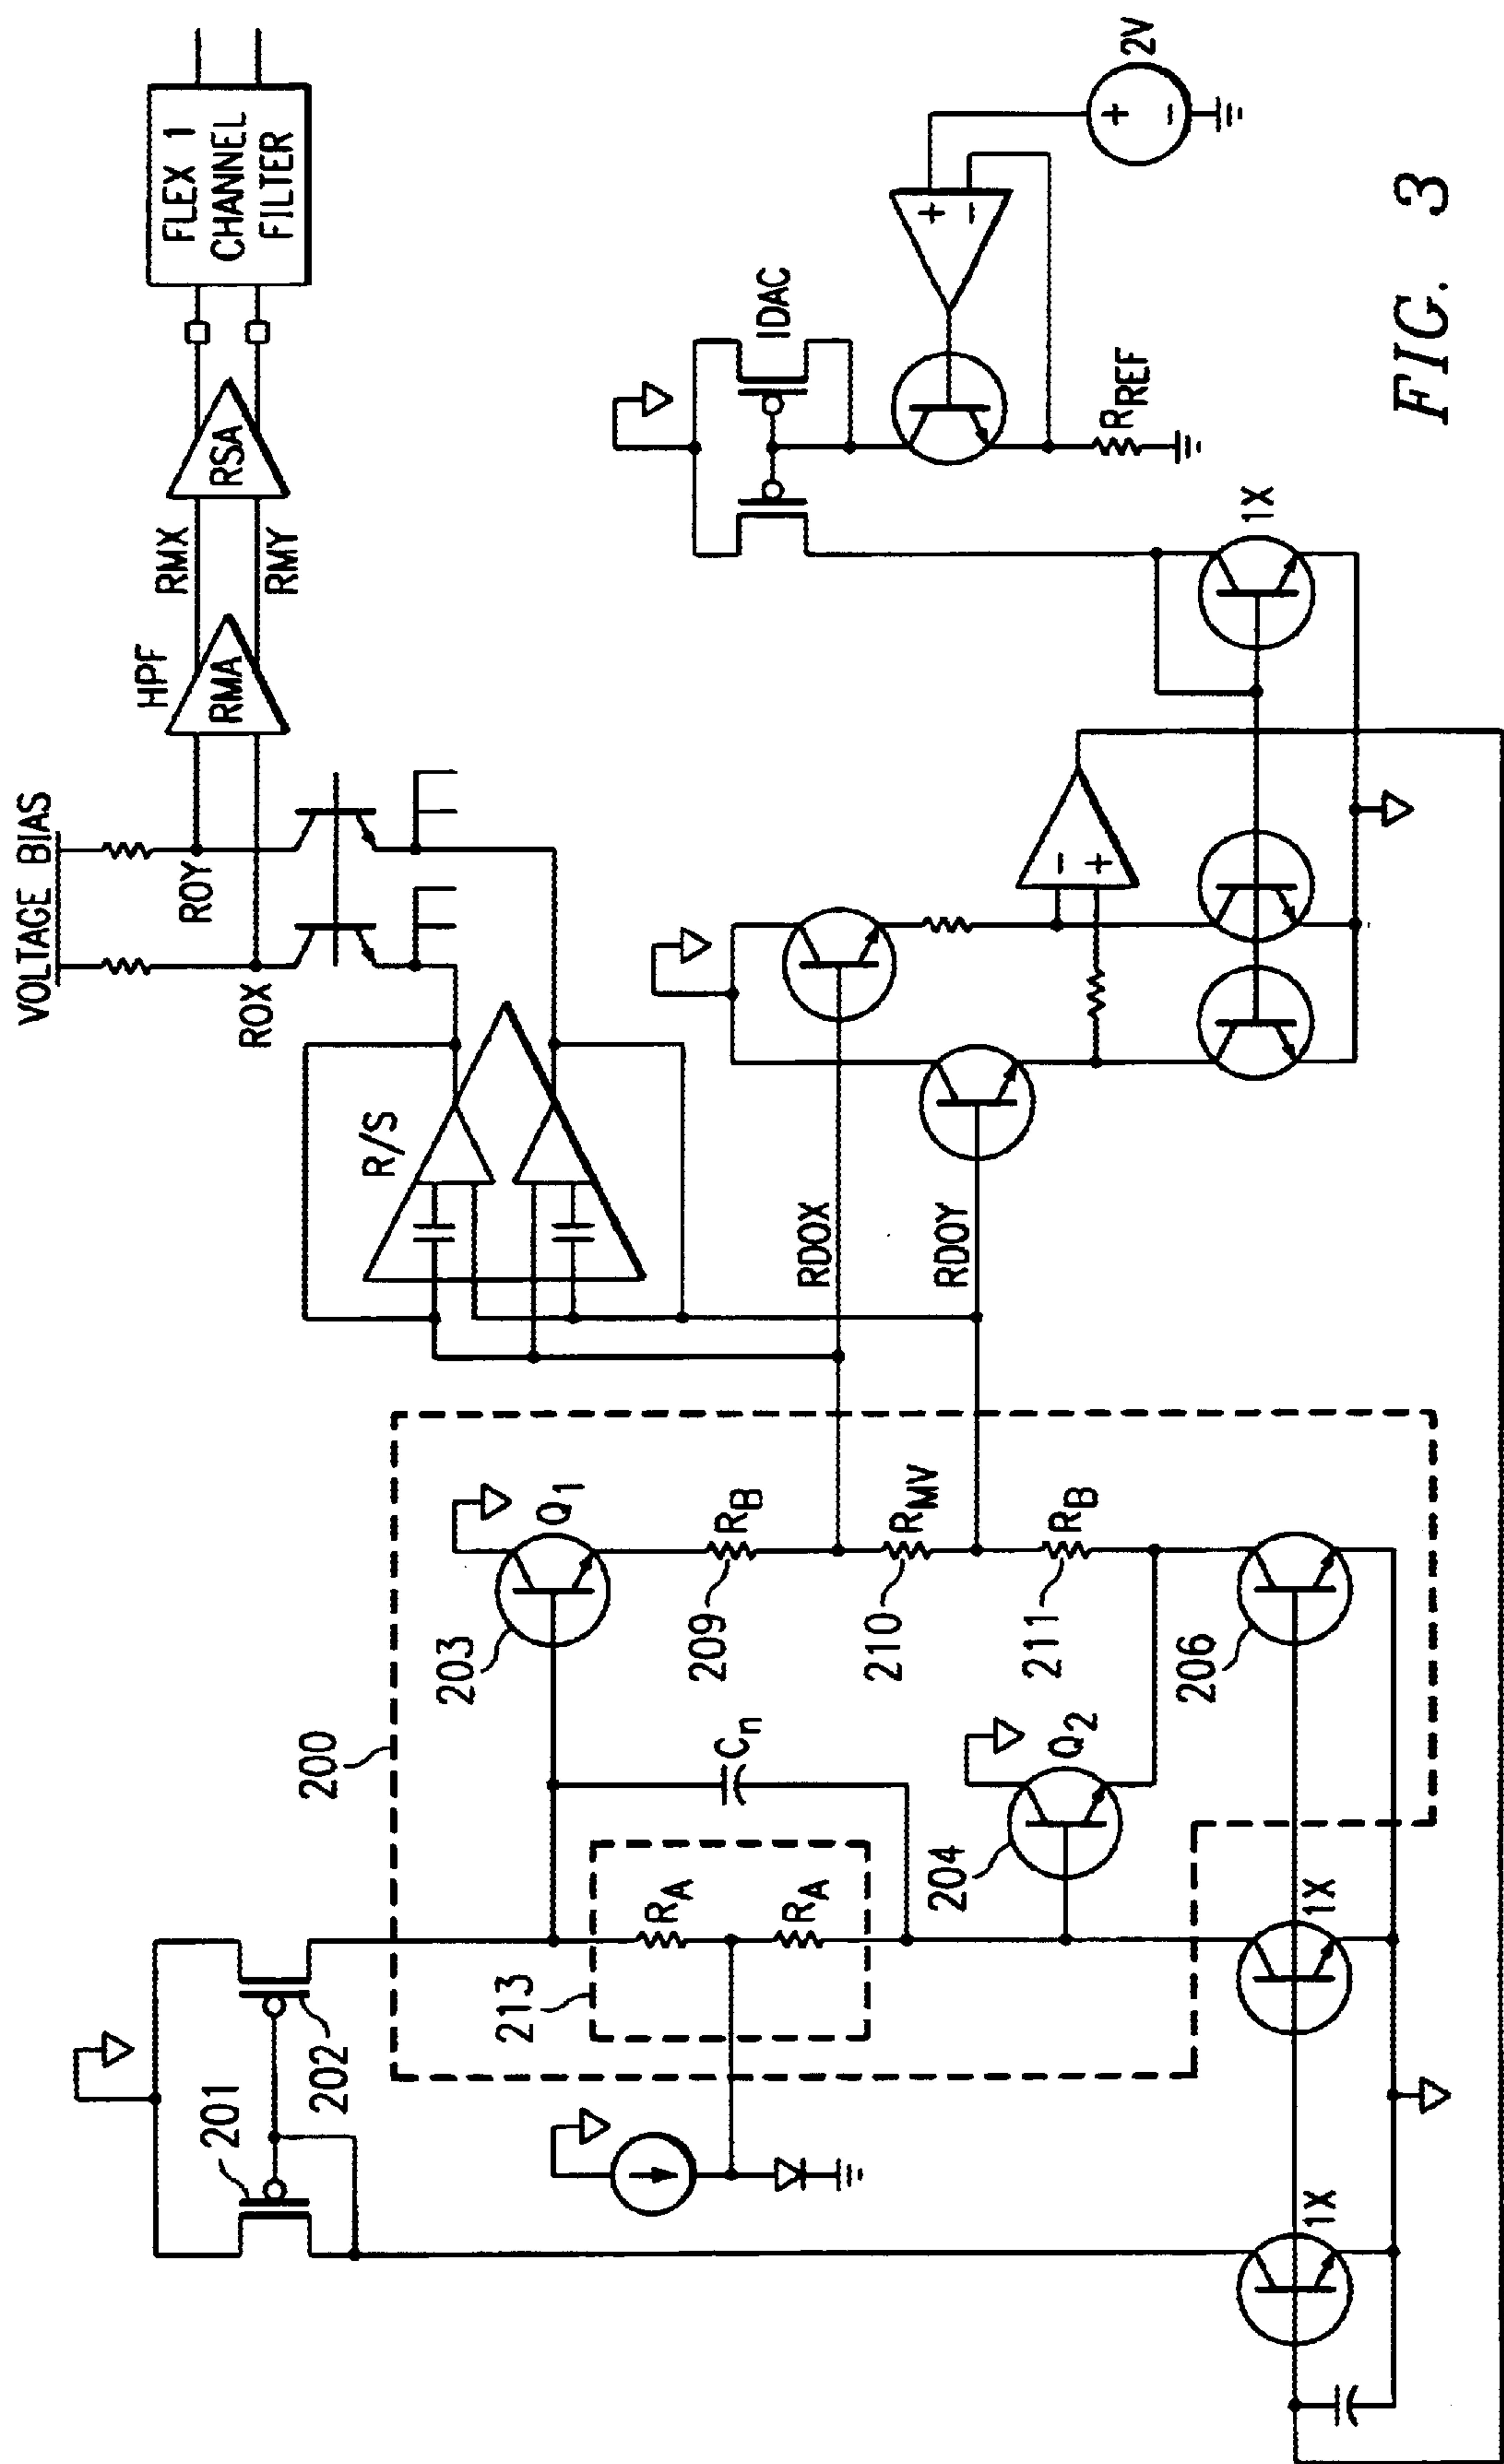 VOLTAGE BIAS
ROY
ROX
HPF
RMA
RMX
RMY
RSA
FLEX 1
CHANNEL
FILTER
R/S
RDOX
RDOY
IDAC
+
−
2V
+
−
RREF
1X
−
+
200
201
202
203
Q1
209
RB
210
RMV
211
RB
Cn
213
RA
RA
204
Q2
206
1X
1X
FIG. 3